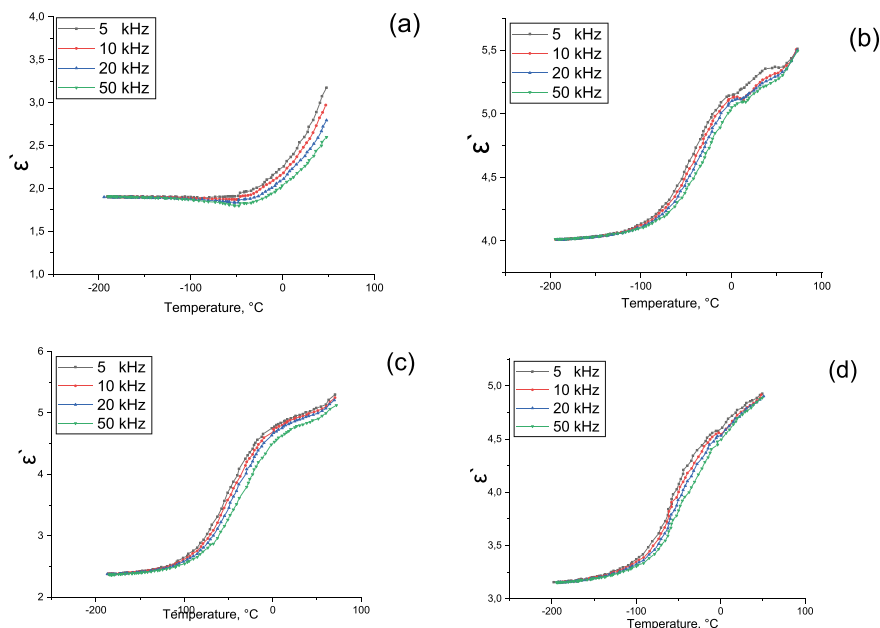 (a)
5 kHz
10 kHz
20 kHz
50 kHz
4,0
3,5
3,0
2,5
2,0
1,5
1,0
ε`
-200
-100
0
100
Temperature, °C
(b)
5 kHz
10 kHz
20 kHz
50 kHz
5,5
5,0
4,5
4,0
ε`
-200
-100
0
100
Temperature, °C
(c)
5 kHz
10 kHz
20 kHz
50 kHz
6
5
4
3
2
ε`
-200
-100
0
100
Temperature, °C
(d)
5 kHz
10 kHz
20 kHz
50 kHz
5,0
4,5
4,0
3,5
3,0
ε`
-200
-100
0
100
Temperature, °C